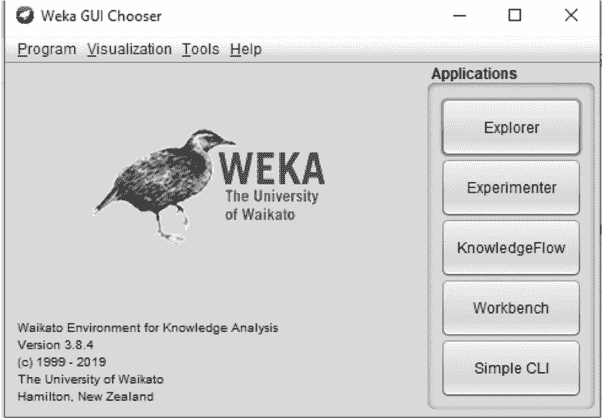 Weka GUI Chooser
Program Visualization Tools Help
Applications
Explorer
Experimenter
KnowledgeFlow
Workbench
Simple CLI
WEKA
The University
of Waikato
Waikato Environment for Knowledge Analysis
Version 3.8.4
(c) 1999 - 2019
The University of Waikato
Hamilton, New Zealand